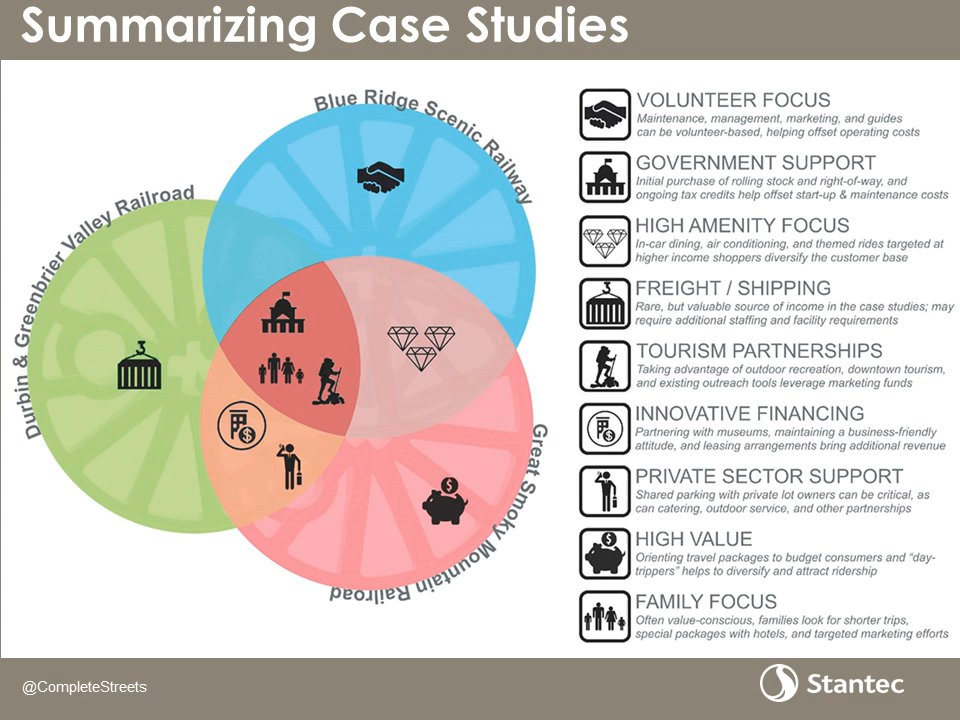 Summarizing Case Studies
Blue Ridge Scenic Railway
Durbin & Greenbrier Valley Railroad
Great Smoky Mountain Railroad
3
$
$
VOLUNTEER FOCUS
Maintenance, management, marketing, and guides
can be volunteer-based, helping offset operating costs
GOVERNMENT SUPPORT
Initial purchase of rolling stock and right-of-way, and
ongoing tax credits help offset start-up & maintenance costs
HIGH AMENITY FOCUS
In-car dining, air conditioning, and themed rides targeted at
higher income shoppers diversify the customer base
3
FREIGHT / SHIPPING
Rare, but valuable source of income in the case studies; may
require additional staffing and facility requirements
TOURISM PARTNERSHIPS
Taking advantage of outdoor recreation, downtown tourism,
and existing outreach tools leverage marketing funds
$
INNOVATIVE FINANCING
Partnering with museums, maintaining a business-friendly
attitude, and leasing arrangements bring additional revenue
PRIVATE SECTOR SUPPORT
Shared parking with private lot owners can be critical, as
can catering, outdoor service, and other partnerships
$
HIGH VALUE
Orienting travel packages to budget consumers and “day-
trippers” helps to diversify and attract ridership
FAMILY FOCUS
Often value-conscious, families look for shorter trips,
special packages with hotels, and targeted marketing efforts
@CompleteStreets
Stantec